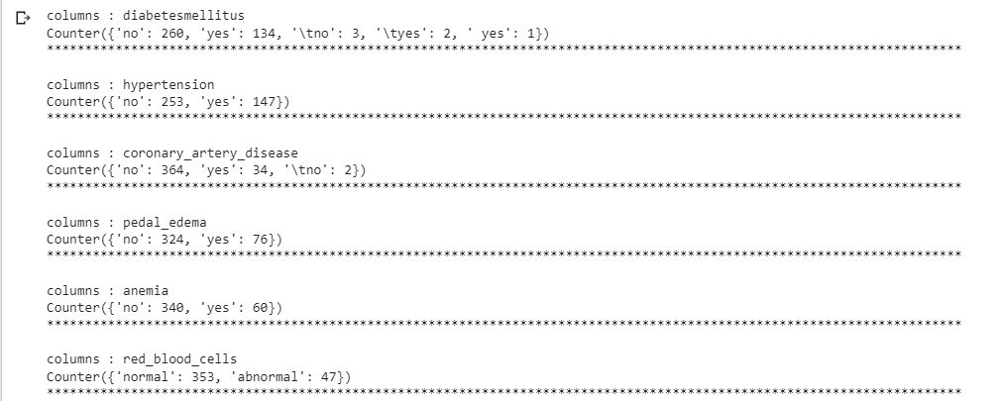 columns : diabetesmellitus
Counter({'no': 260, 'yes': 134, '\tno': 3, '\tyes': 2, ' yes': 1})
************************************************************************************************************************
columns : hypertension
Counter({'no': 253, 'yes': 147})
************************************************************************************************************************
columns : coronary_artery_disease
Counter({'no': 364, 'yes': 34, '\tno': 2})
************************************************************************************************************************
columns : pedal_edema
Counter({'no': 324, 'yes': 76})
************************************************************************************************************************
columns : anemia
Counter({'no': 340, 'yes': 60})
************************************************************************************************************************
columns : red_blood_cells
Counter({'normal': 353, 'abnormal': 47})
************************************************************************************************************************